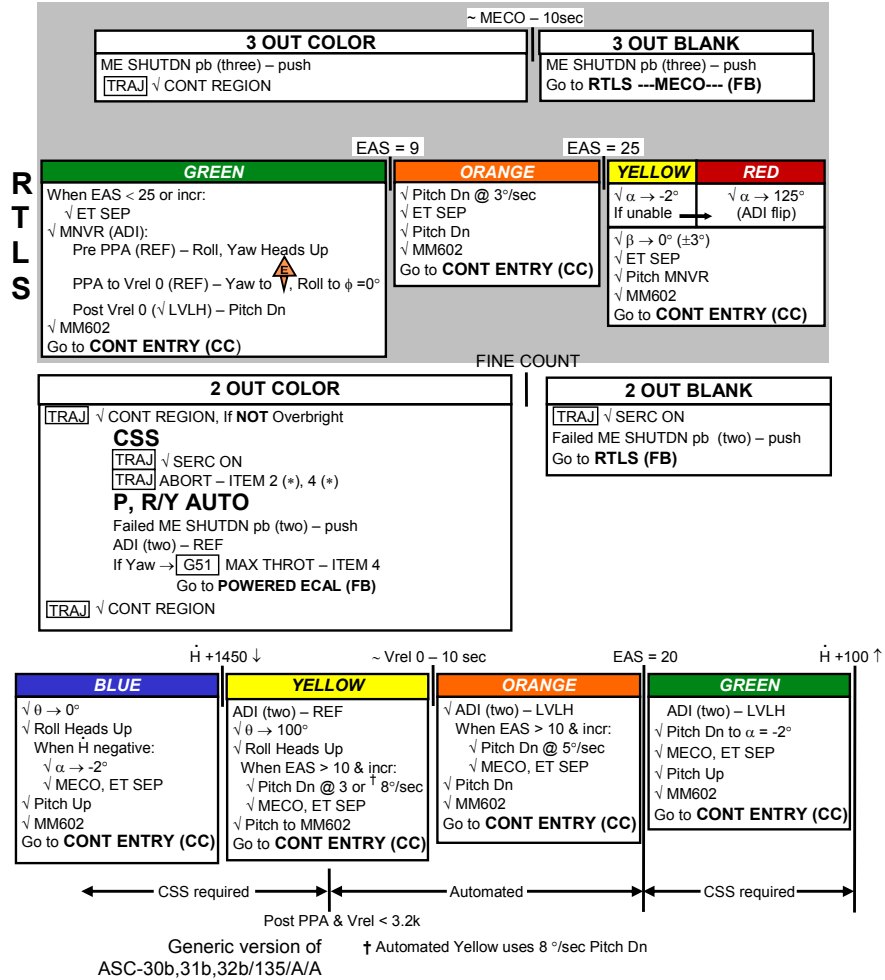 ~ MECO – 10sec
3 OUT COLOR
ME SHUTDN pb (three) – push
TRAJ √ CONT REGION
3 OUT BLANK
ME SHUTDN pb (three) – push
Go to RTLS ---MECO--- (FB)
RTLS
EAS = 9
EAS = 25
GREEN
When EAS < 25 or incr:
√ ET SEP
√ MNVR (ADI):
Pre PPA (REF) – Roll, Yaw Heads Up
PPA to Vrel 0 (REF) – Yaw to E, Roll to ϕ =0°
Post Vrel 0 (√ LVLH) – Pitch Dn
√ MM602
Go to CONT ENTRY (CC)
ORANGE
√ Pitch Dn @ 3°/sec
√ ET SEP
√ Pitch Dn
√ MM602
Go to CONT ENTRY (CC)
YELLOW
RED
√ α → -2°
If unable
√ α → 125°
(ADI flip)
√ β → 0° (±3°)
√ ET SEP
√ Pitch MNVR
√ MM602
Go to CONT ENTRY (CC)
FINE COUNT
2 OUT COLOR
TRAJ √ CONT REGION, If NOT Overbright
CSS
TRAJ √ SERC ON
TRAJ ABORT – ITEM 2 (∗), 4 (∗)
P, R/Y AUTO
Failed ME SHUTDN pb (two) – push
ADI (two) – REF
If Yaw → G51 MAX THROT – ITEM 4
Go to POWERED ECAL (FB)
TRAJ √ CONT REGION
2 OUT BLANK
TRAJ √ SERC ON
Failed ME SHUTDN pb (two) – push
Go to RTLS (FB)
Ḣ +1450 ↓
~ Vrel 0 – 10 sec
EAS = 20
Ḣ +100 ↑
BLUE
√ θ → 0°
√ Roll Heads Up
When Ḣ negative:
√ α → -2°
√ MECO, ET SEP
√ Pitch Up
√ MM602
Go to CONT ENTRY (CC)
YELLOW
ADI (two) – REF
√ θ → 100°
√ Roll Heads Up
When EAS > 10 & incr:
√ Pitch Dn @ 3 or † 8°/sec
√ MECO, ET SEP
√ Pitch to MM602
Go to CONT ENTRY (CC)
ORANGE
√ ADI (two) – LVLH
When EAS > 10 & incr:
√ Pitch Dn @ 5°/sec
√ MECO, ET SEP
√ Pitch Dn
√ MM602
Go to CONT ENTRY (CC)
GREEN
ADI (two) – LVLH
√ Pitch Dn to α = -2°
√ MECO, ET SEP
√ Pitch Up
√ MM602
Go to CONT ENTRY (CC)
CSS required
Automated
CSS required
Post PPA & Vrel < 3.2k
Generic version of
ASC-30b,31b,32b/135/A/A
† Automated Yellow uses 8 °/sec Pitch Dn